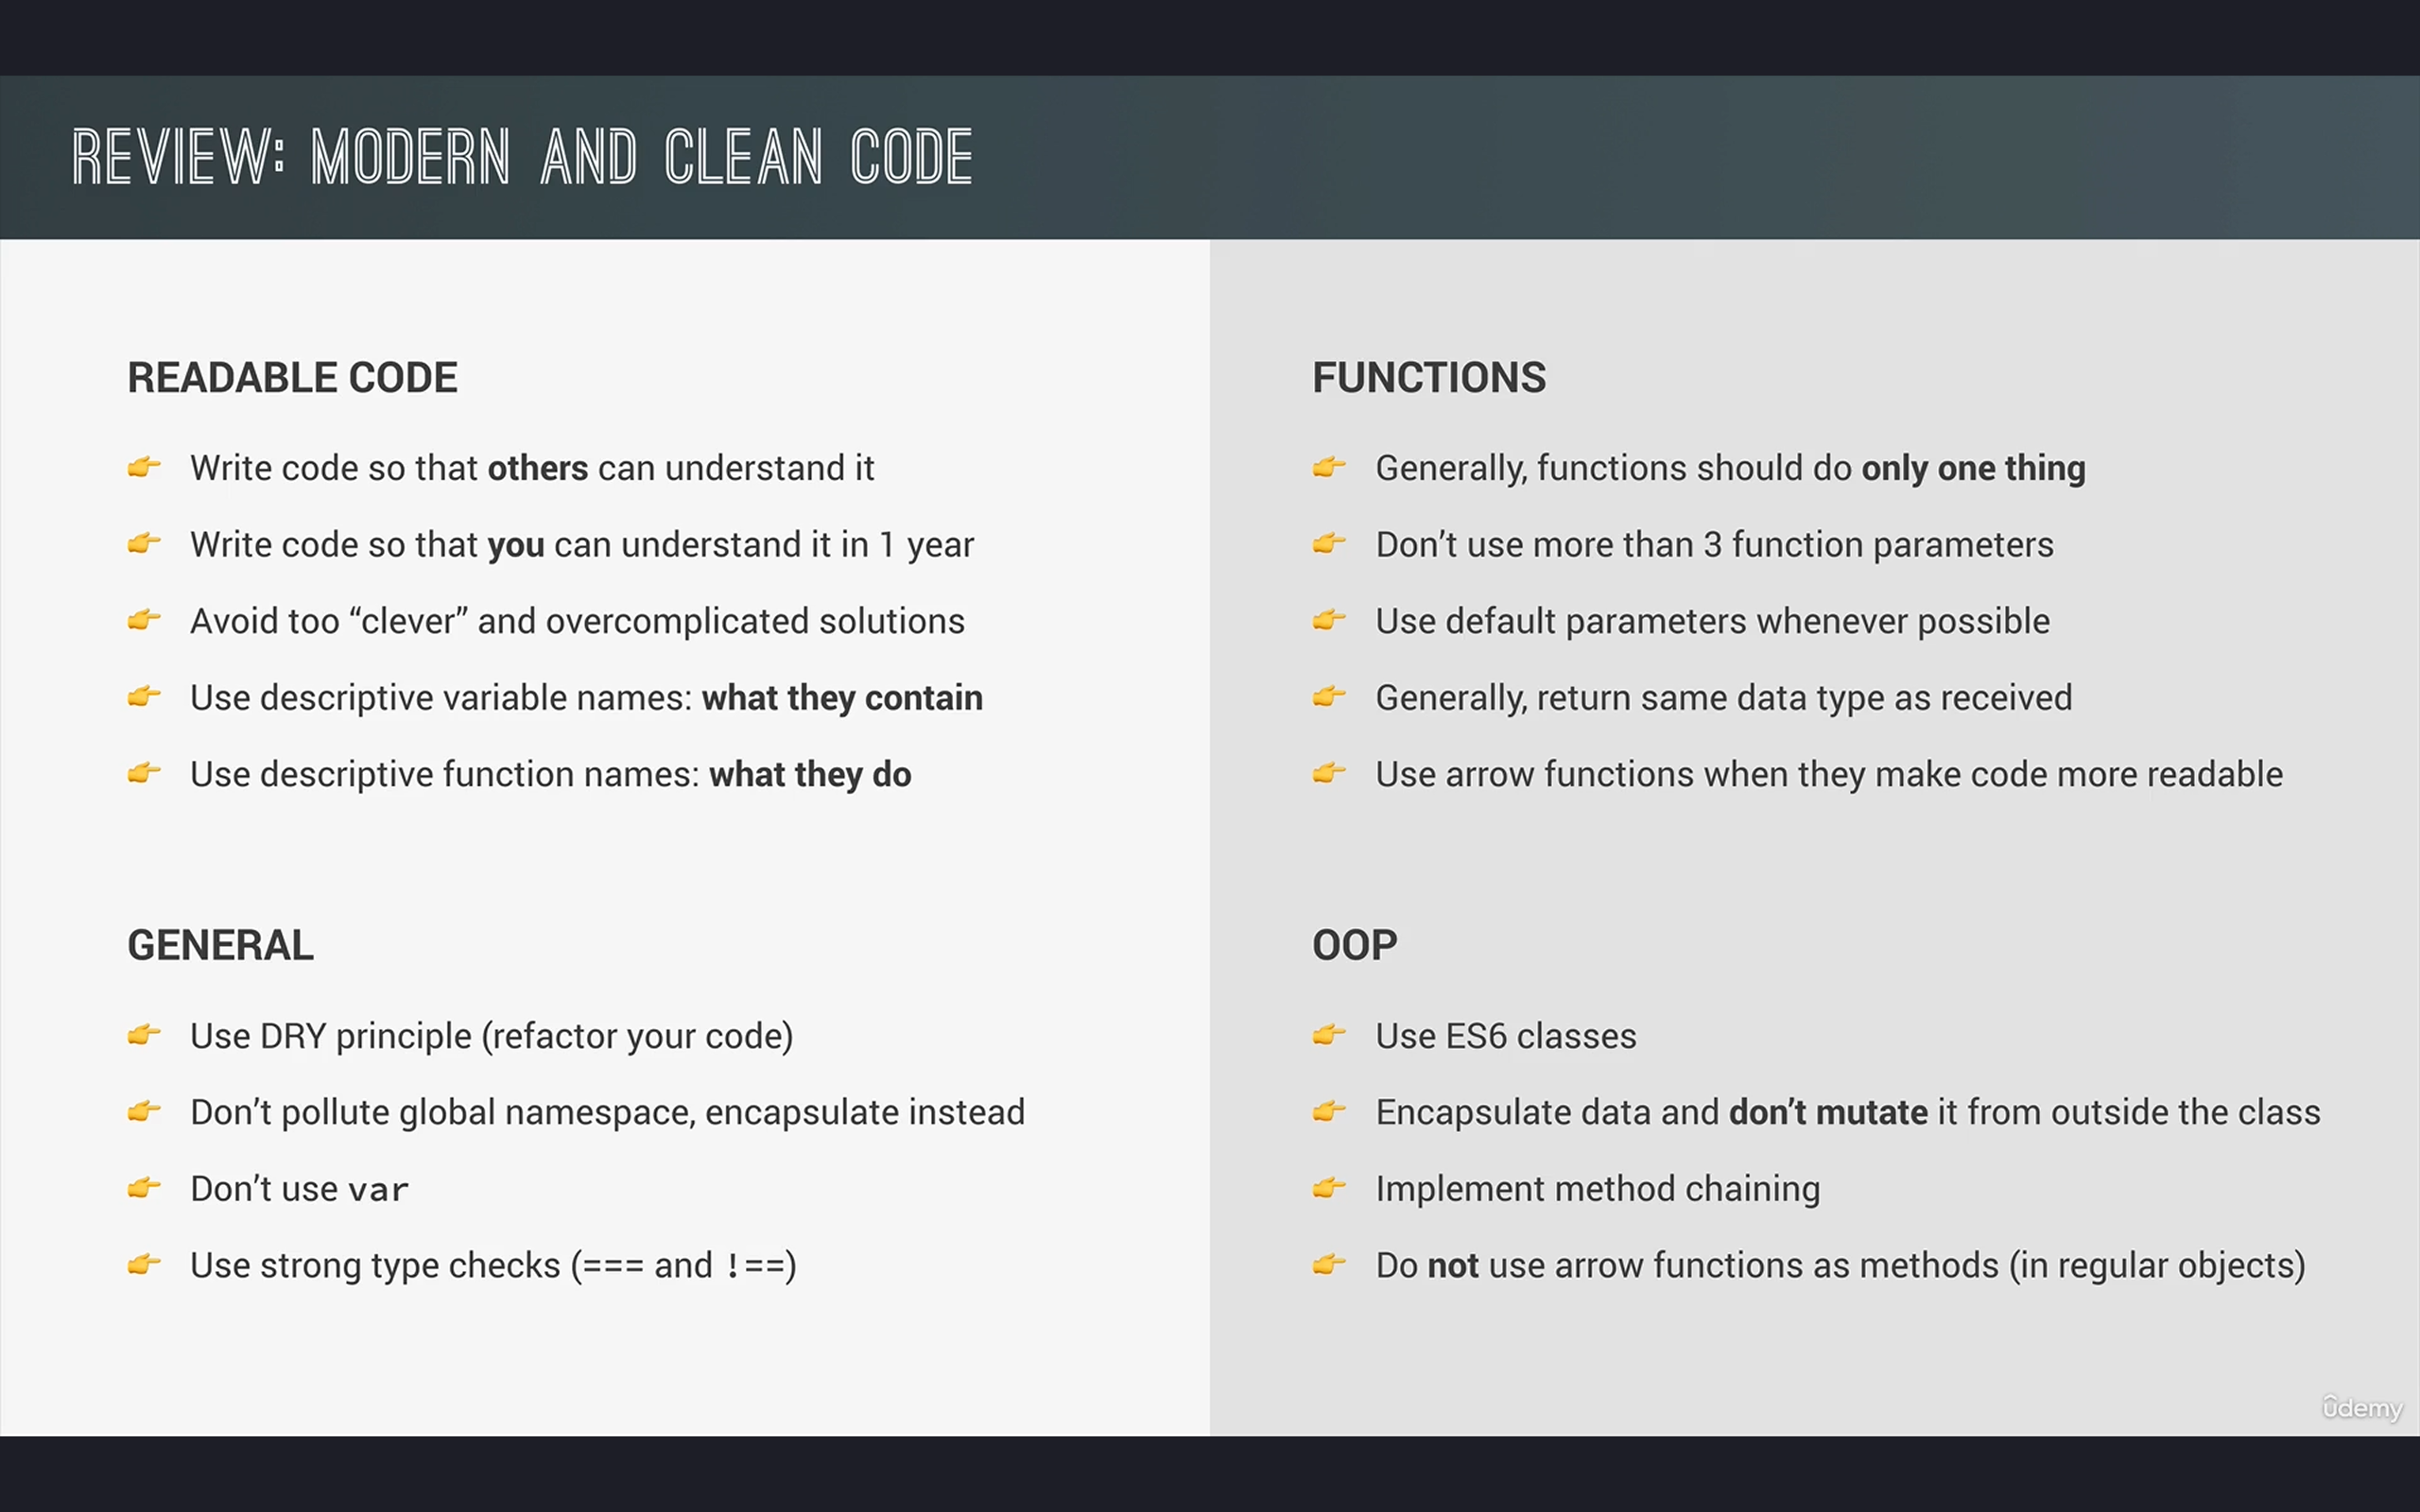 REVIEW: MODERN AND CLEAN CODE
READABLE CODE
👉 Write code so that others can understand it
👉 Write code so that you can understand it in 1 year
👉 Avoid too “clever” and overcomplicated solutions
👉 Use descriptive variable names: what they contain
👉 Use descriptive function names: what they do
GENERAL
👉 Use DRY principle (refactor your code)
👉 Don’t pollute global namespace, encapsulate instead
👉 Don’t use var
👉 Use strong type checks (=== and !==)
FUNCTIONS
👉 Generally, functions should do only one thing
👉 Don’t use more than 3 function parameters
👉 Use default parameters whenever possible
👉 Generally, return same data type as received
👉 Use arrow functions when they make code more readable
OOP
👉 Use ES6 classes
👉 Encapsulate data and don’t mutate it from outside the class
👉 Implement method chaining
👉 Do not use arrow functions as methods (in regular objects)
ûdemy